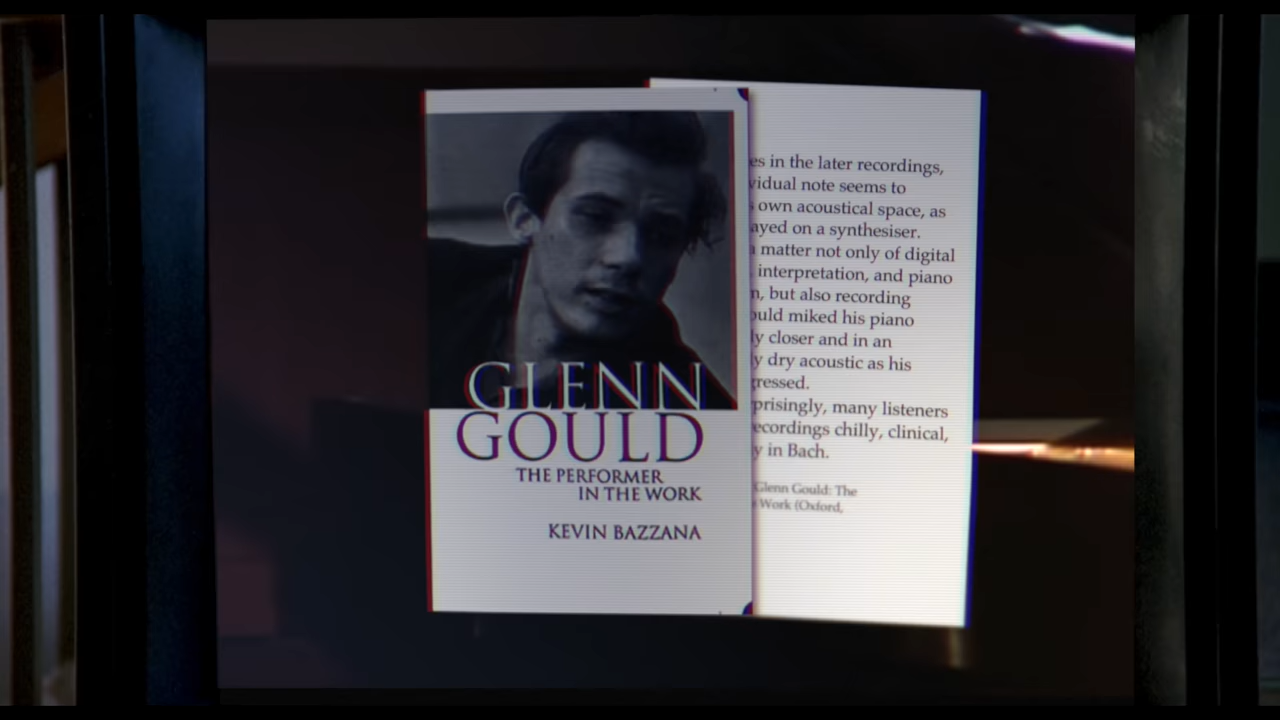 GLENN
GOULD
THE PERFORMER
IN THE WORK
KEVIN BAZZANA
es in the later recordings,
vidual note seems to
own acoustical space, as
ayed on a synthesiser.
matter not only of digital
interpretation, and piano
n, but also recording
ould miked his piano
ly closer and in an
ly dry acoustic as his
gressed.
prisingly, many listeners
ecordings chilly, clinical,
y in Bach.
Glenn Gould: The
Work (Oxford,